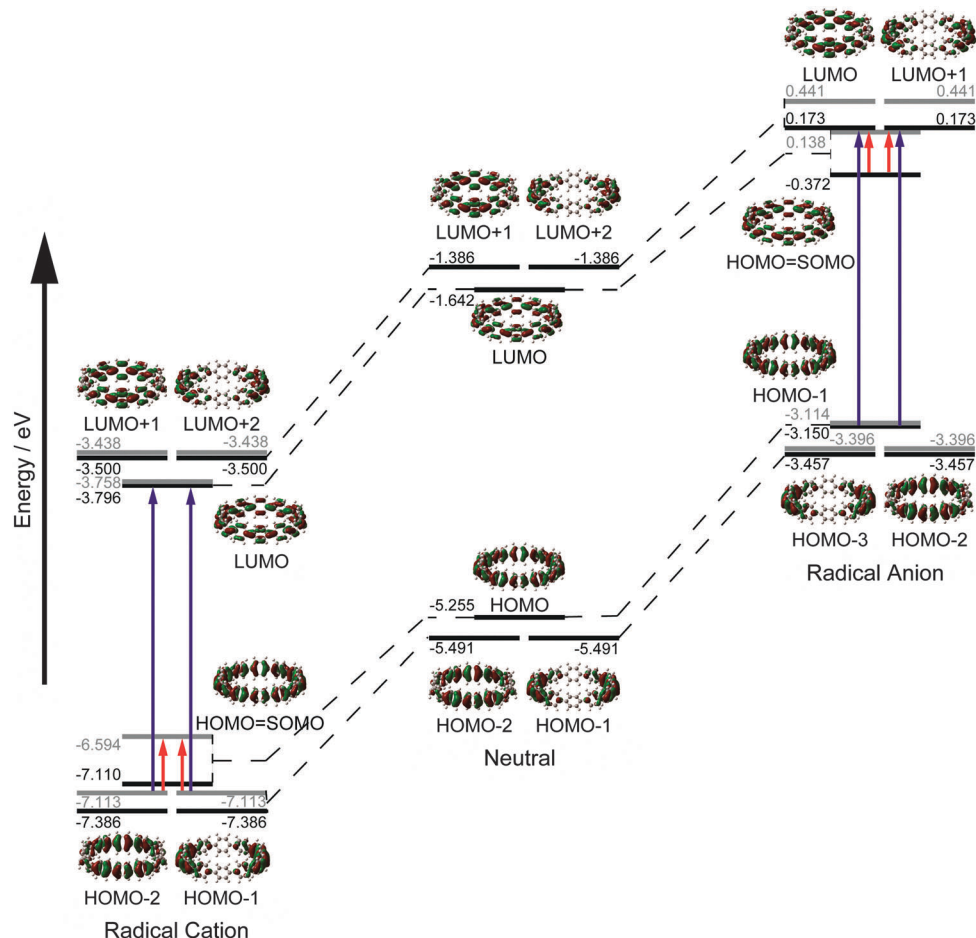 LUMO LUMO+1
0.441 0.441
0.173 0.173
0.138
-0.372
HOMO=SOMO
HOMO-1
-3.114
-3.150
-3.396 -3.396
-3.457 -3.457
HOMO-3 HOMO-2
Radical Anion
LUMO+1 LUMO+2
-1.386 -1.386
-1.642
LUMO
-5.255
HOMO
-5.491 -5.491
HOMO-2 HOMO-1
Neutral
Energy / eV
LUMO+1 LUMO+2
-3.438 -3.438
-3.500 -3.500
-3.758
-3.796
LUMO
HOMO=SOMO
-6.594
-7.110
-7.113 -7.113
-7.386 -7.386
HOMO-2 HOMO-1
Radical Cation